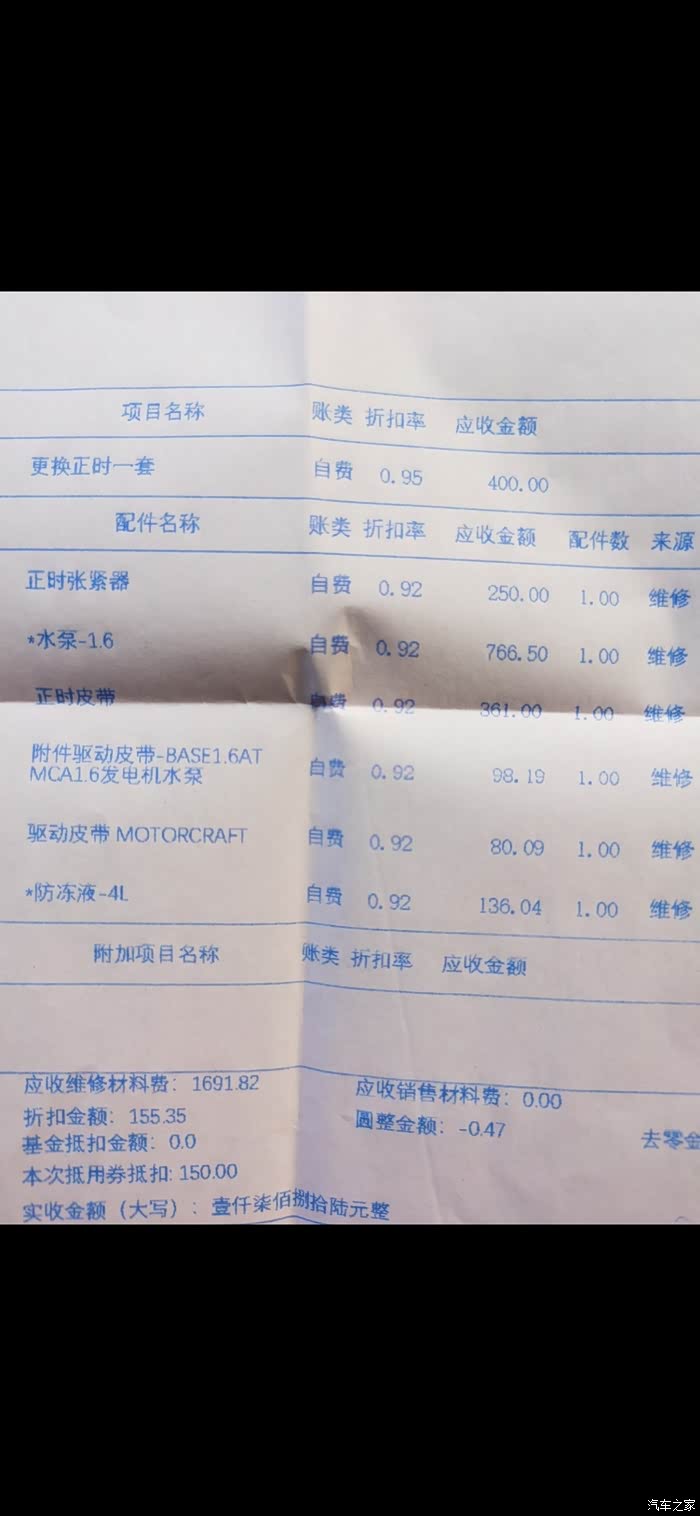 项目名称 账类 折扣率 应收金额
更换正时一套 自费 0.95 400.00
配件名称 账类 折扣率 应收金额 配件数 来源
正时张紧器 自费 0.92 250.00 1.00 维修
*水泵-1.6 自费 0.92 766.50 1.00 维修
正时皮带 自费 0.92 361.00 1.00 维修
附件驱动皮带-BASE1.6AT
MCA1.6发电机水泵 自费 0.92 98.19 1.00 维修
驱动皮带 MOTORCRAFT 自费 0.92 80.09 1.00 维修
*防冻液-4L 自费 0.92 136.04 1.00 维修
附加项目名称 账类 折扣率 应收金额
应收维修材料费：1691.82 应收销售材料费：0.00
折扣金额：155.35 圆整金额：-0.47 去零金
基金抵扣金额：0.0
本次抵用券抵扣:150.00
实收金额（大写）：壹仟柒佰捌拾陆元整
汽车之家